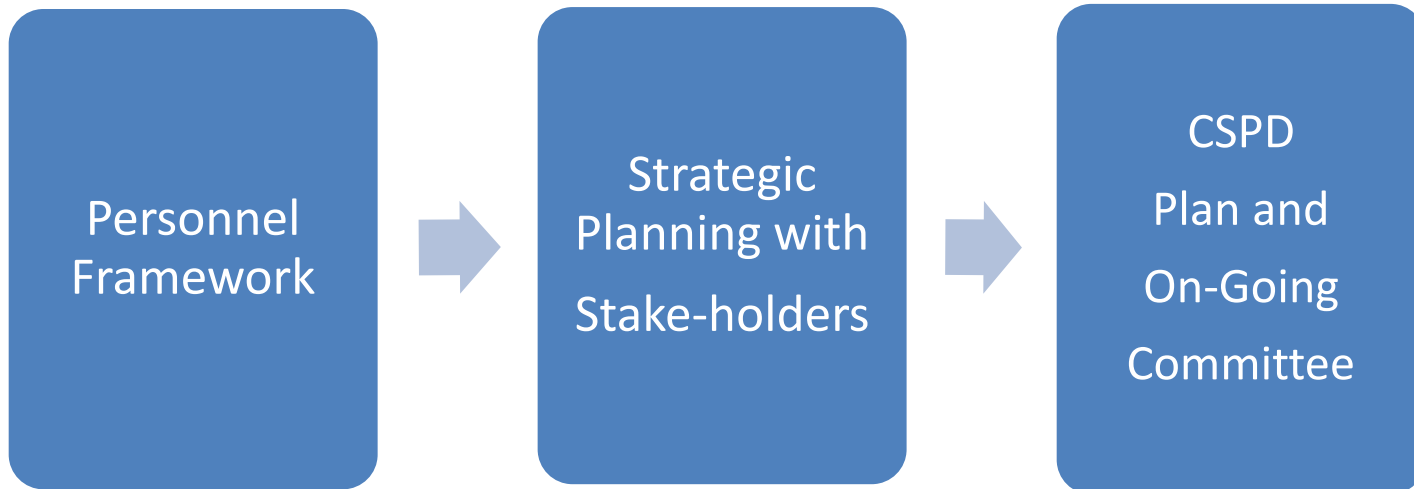 Personnel
Framework
Strategic
Planning with
Stake-holders
CSPD
Plan and
On-Going
Committee